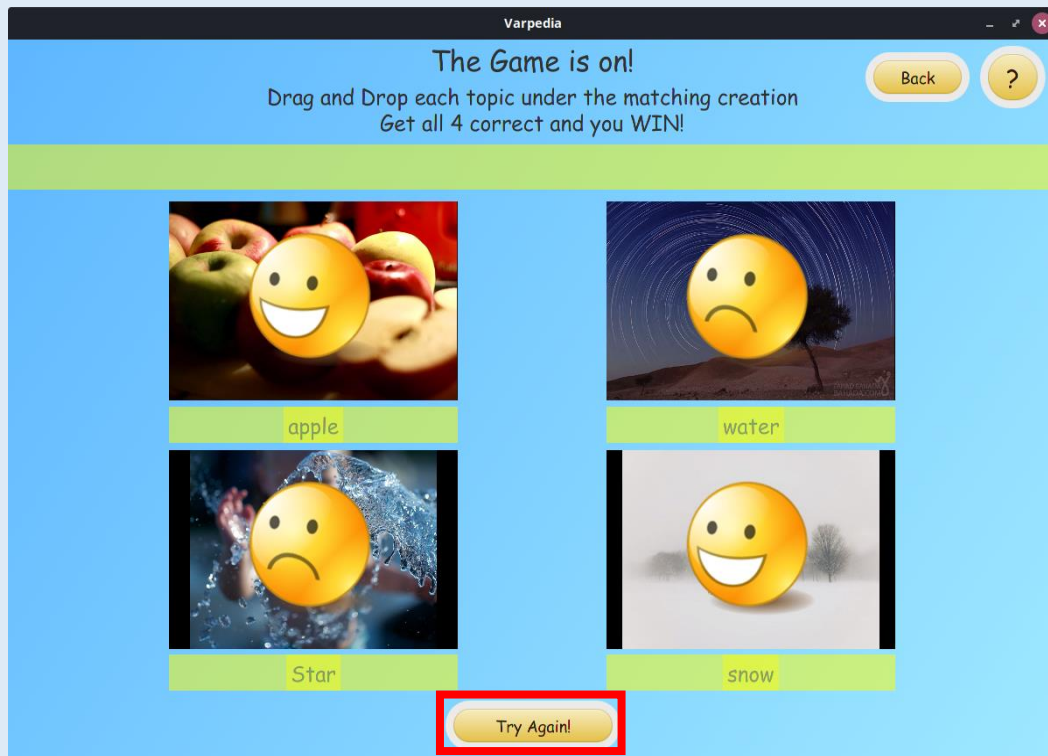 Varpedia
The Game is on!
Back
?
Drag and Drop each topic under the matching creation
Get all 4 correct and you WIN!
apple
water
Star
snow
Try Again!